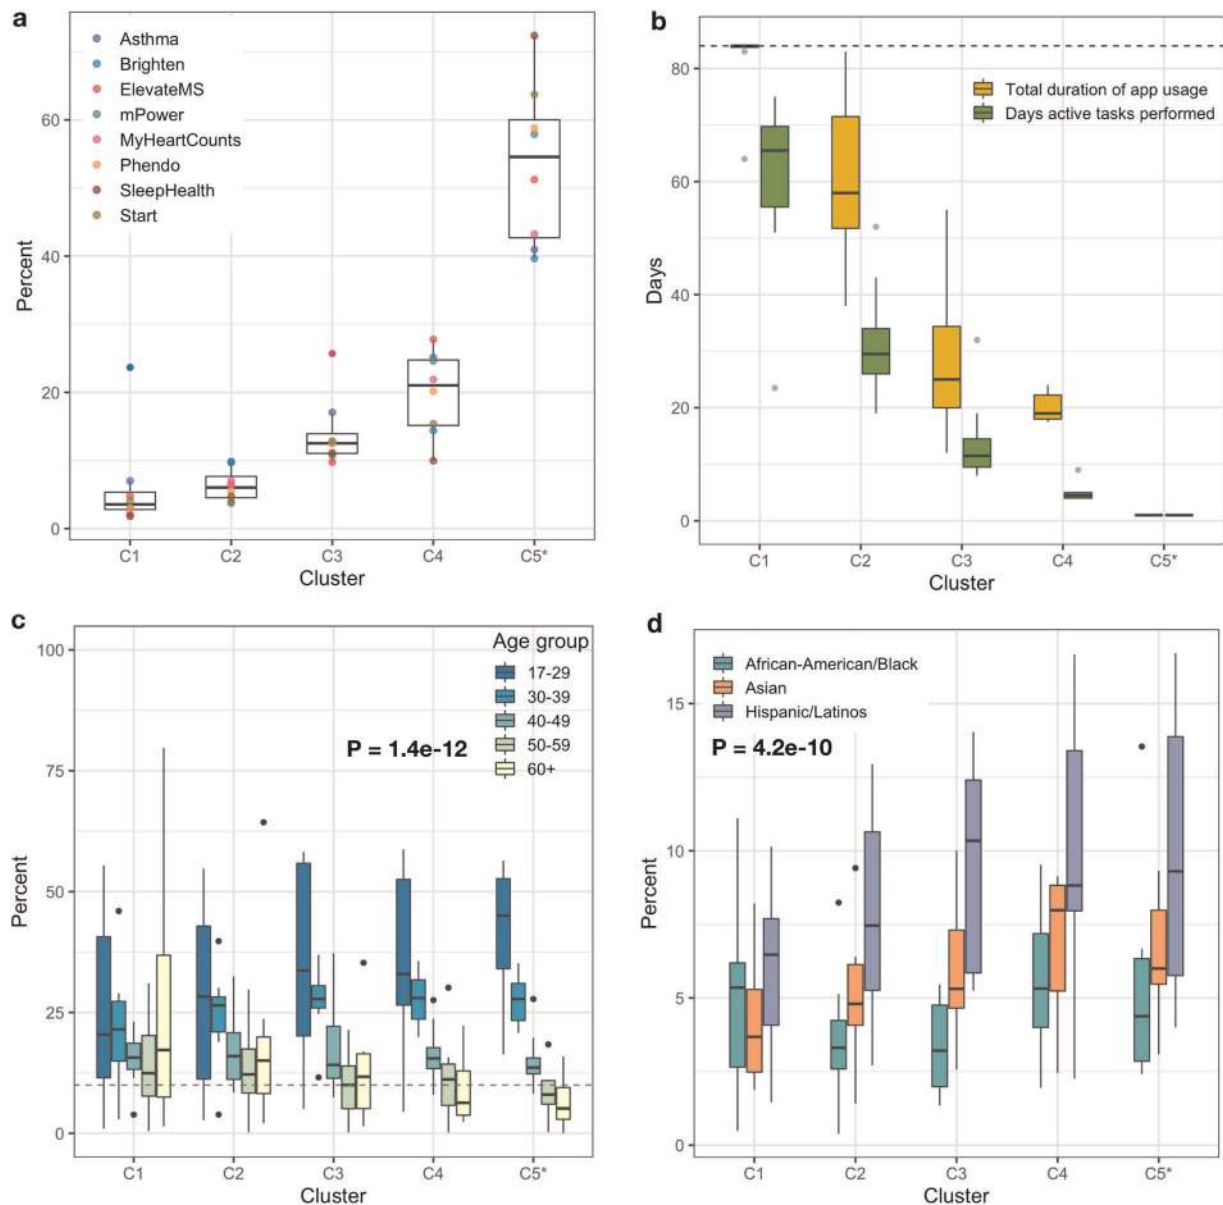 a
Asthma
Brighten
ElevateMS
mPower
MyHeartCounts
Phendo
SleepHealth
Start
Percent
60
40
20
0
C1 C2 C3 C4 C5*
Cluster
b
Total duration of app usage
Days active tasks performed
Days
80
60
40
20
0
C1 C2 C3 C4 C5*
Cluster
c
Age group
17-29
30-39
40-49
50-59
60+
P = 1.4e-12
Percent
100
75
50
25
0
C1 C2 C3 C4 C5*
Cluster
d
African-American/Black
Asian
Hispanic/Latinos
P = 4.2e-10
Percent
15
10
5
0
C1 C2 C3 C4 C5*
Cluster